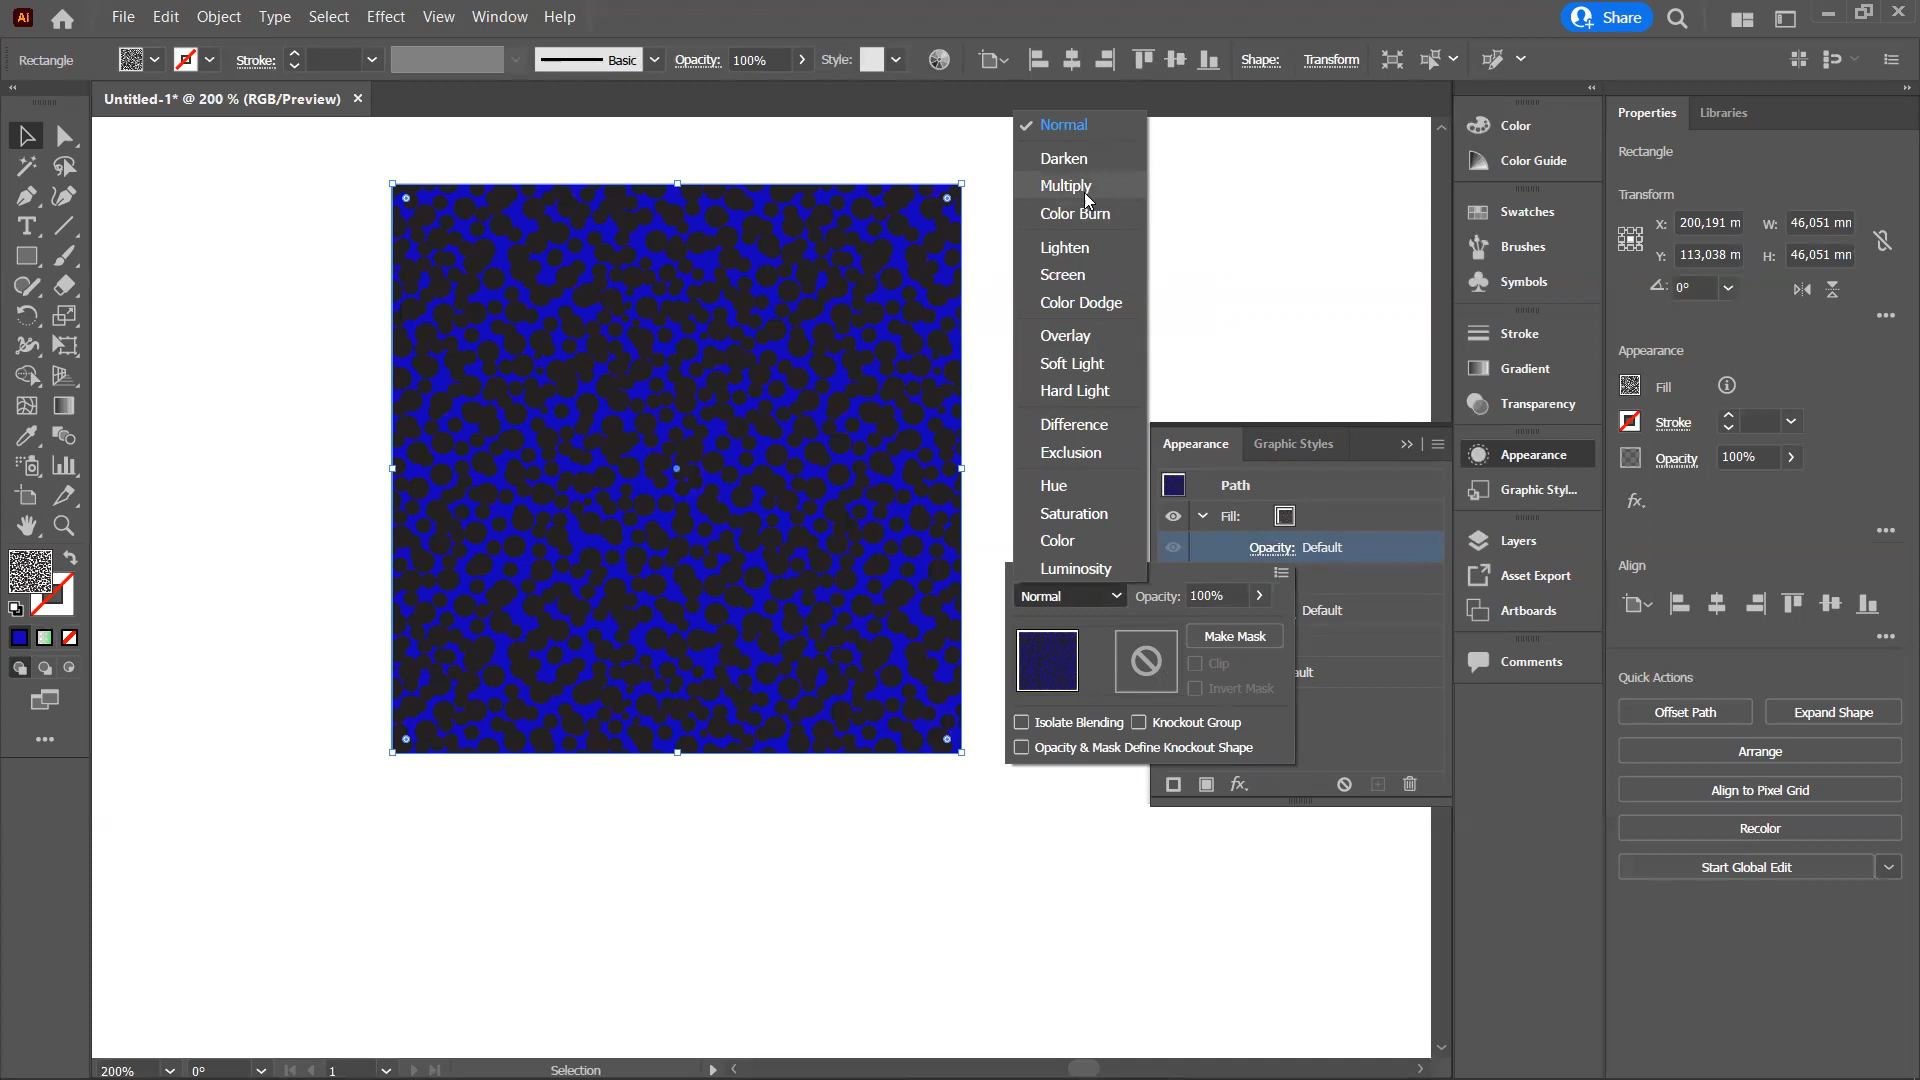 Ai File Edit Object Type Select Effect View Window Help Share
Rectangle Stroke: Basic Opacity: 100% Style: Shape: Transform
Untitled-1* @ 200 % (RGB/Preview)
Normal
Darken
Multiply
Color Burn
Lighten
Screen
Color Dodge
Overlay
Soft Light
Hard Light
Difference
Exclusion
Hue
Saturation
Color
Luminosity
Normal Opacity: 100%
Make Mask
Clip
Invert Mask
Isolate Blending Knockout Group
Opacity & Mask Define Knockout Shape
Appearance Graphic Styles
Path
Fill:
Opacity: Default
Default
ault
Color
Color Guide
Swatches
Brushes
Symbols
Stroke
Gradient
Transparency
Appearance
Graphic Styl...
Layers
Asset Export
Artboards
Comments
Properties Libraries
Rectangle
Transform
X: 200,191 m W: 46,051 mn
Y: 113,038 m H: 46,051 mn
0°
Appearance
Fill
Stroke
Opacity 100%
fx.
Align
Quick Actions
Offset Path Expand Shape
Arrange
Align to Pixel Grid
Recolor
Start Global Edit
200% 0° 1 Selection